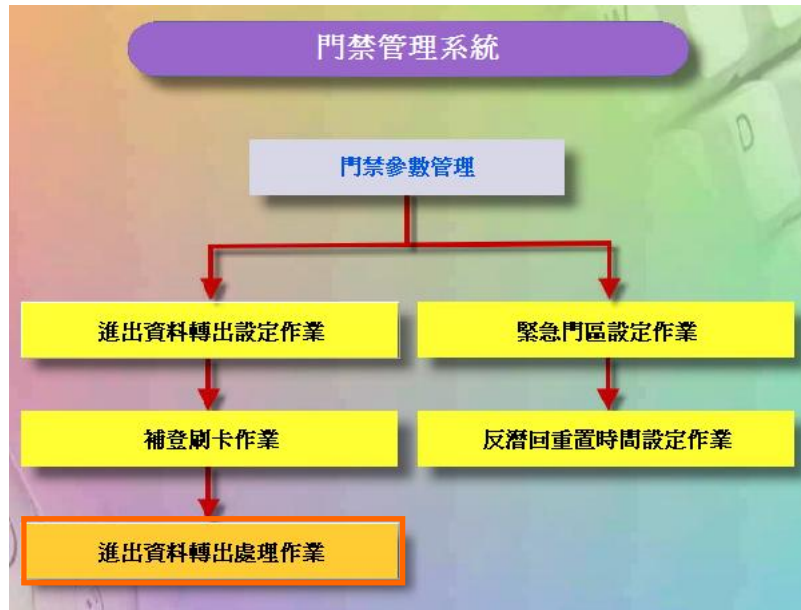 門禁管理系統
門禁參數管理
進出資料轉出設定作業
緊急門區設定作業
補登刷卡作業
反潛回重置時間設定作業
進出資料轉出處理作業